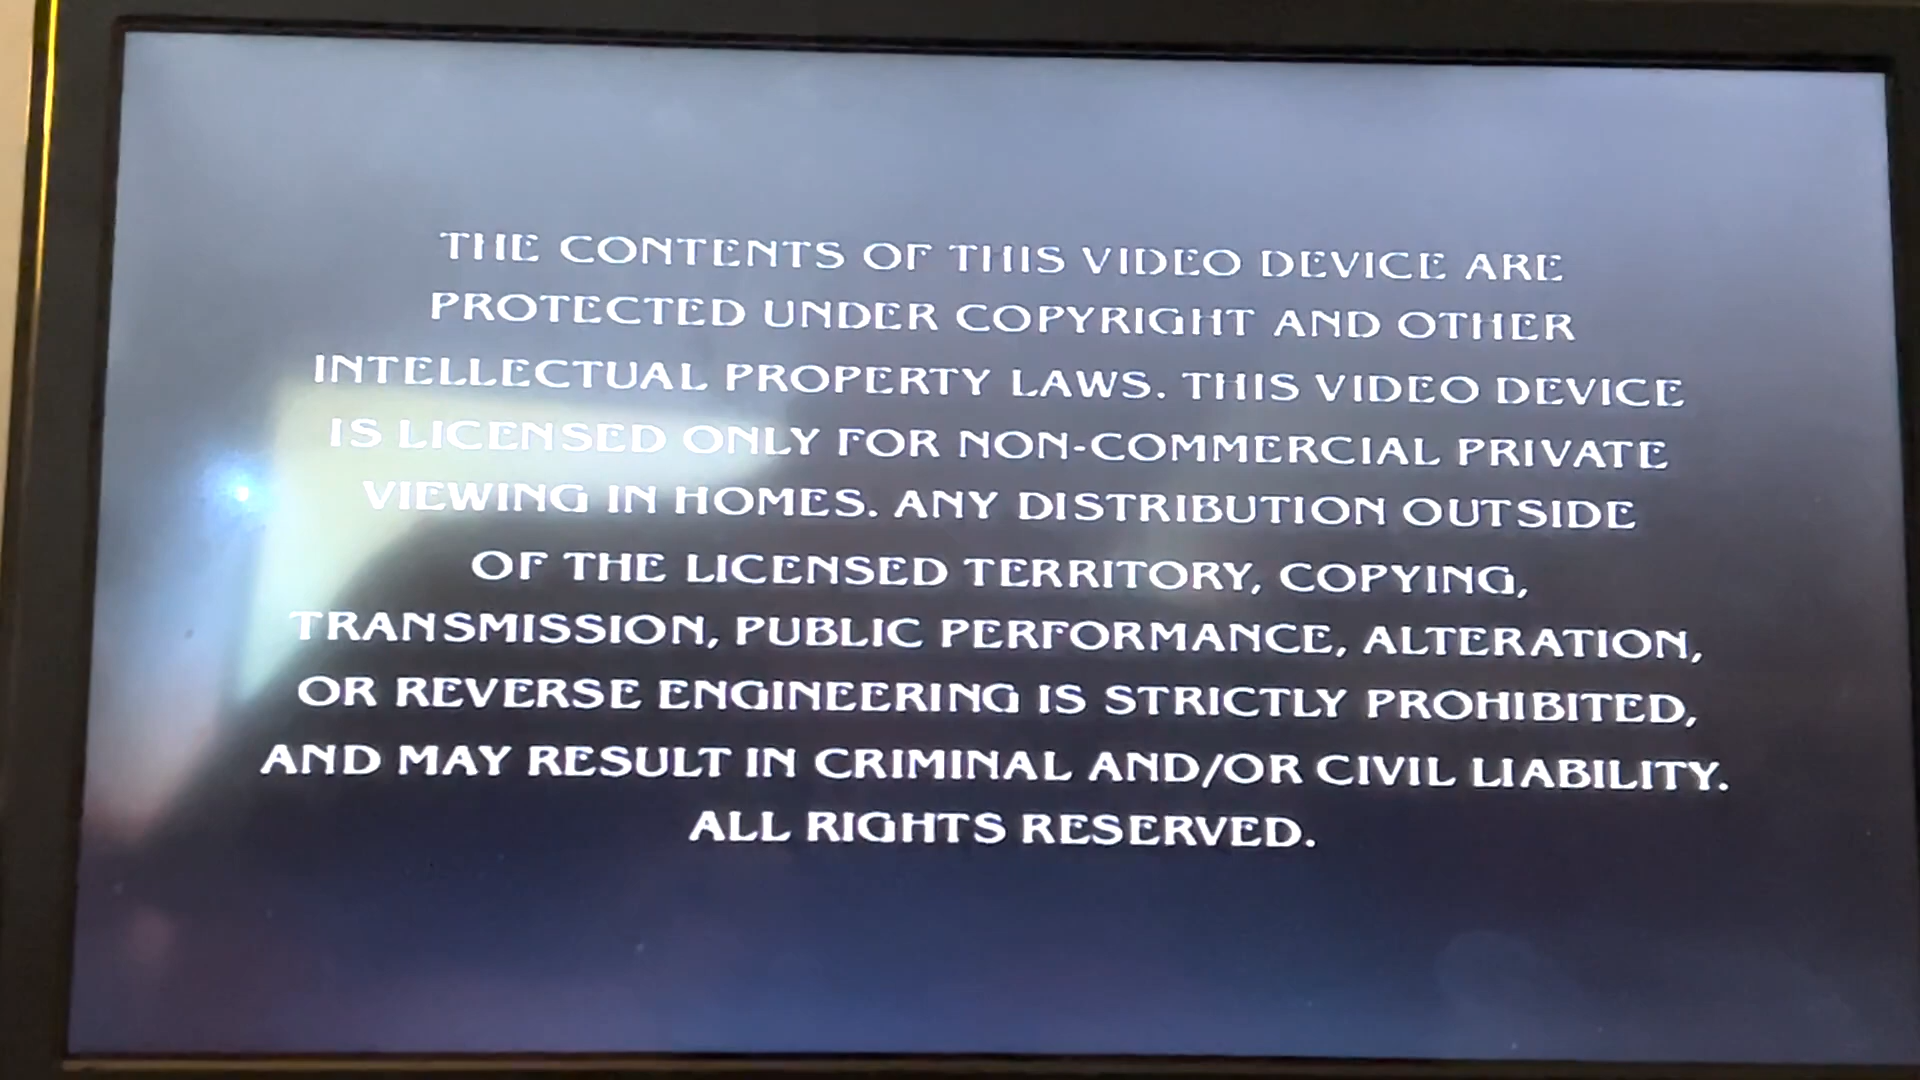 THE CONTENTS OF THIS VIDEO DEVICE ARE
PROTECTED UNDER COPYRIGHT AND OTHER
INTELLECTUAL PROPERTY LAWS. THIS VIDEO DEVICE
IS LICENSED ONLY FOR NON-COMMERCIAL PRIVATE
VIEWING IN HOMES. ANY DISTRIBUTION OUTSIDE
OF THE LICENSED TERRITORY, COPYING,
TRANSMISSION, PUBLIC PERFORMANCE, ALTERATION,
OR REVERSE ENGINEERING IS STRICTLY PROHIBITED,
AND MAY RESULT IN CRIMINAL AND/OR CIVIL LIABILITY.
ALL RIGHTS RESERVED.